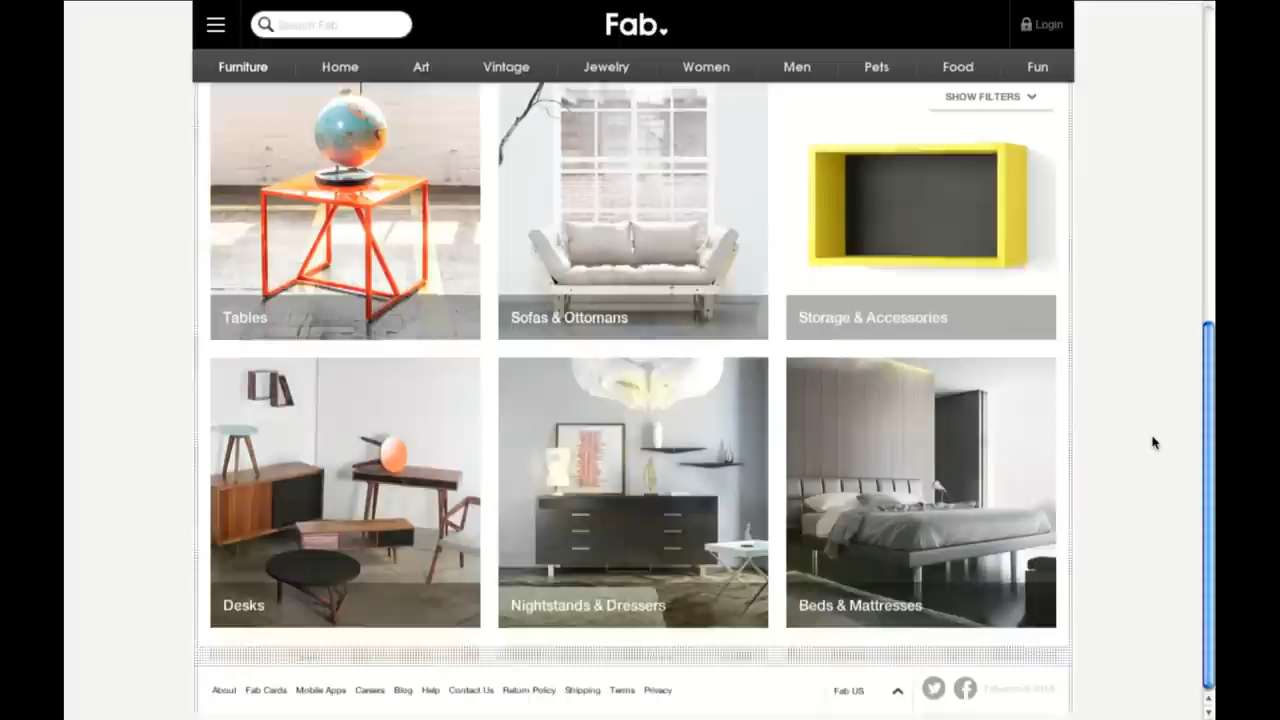 Search Fab
Fab.
Login
Furniture Home Art Vintage Jewelry Women Men Pets Food Fun
SHOW FILTERS
Tables
Sofas & Ottomans
Storage & Accessories
Desks
Nightstands & Dressers
Beds & Mattresses
About Fab Cards Mobile Apps Careers Blog Help Contact Us Return Policy Shipping Terms Privacy
Fab US